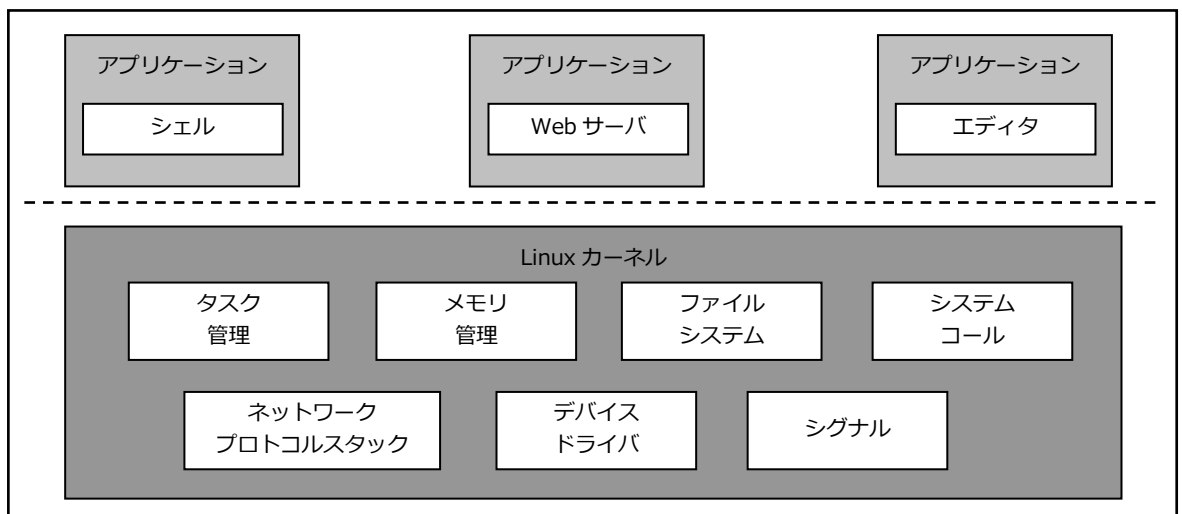 アプリケーション
シェル
アプリケーション
Web サーバ
アプリケーション
エディタ
Linux カーネル
タスク
管理
メモリ
管理
ファイル
システム
システム
コール
ネットワーク
プロトコルスタック
デバイス
ドライバ
シグナル